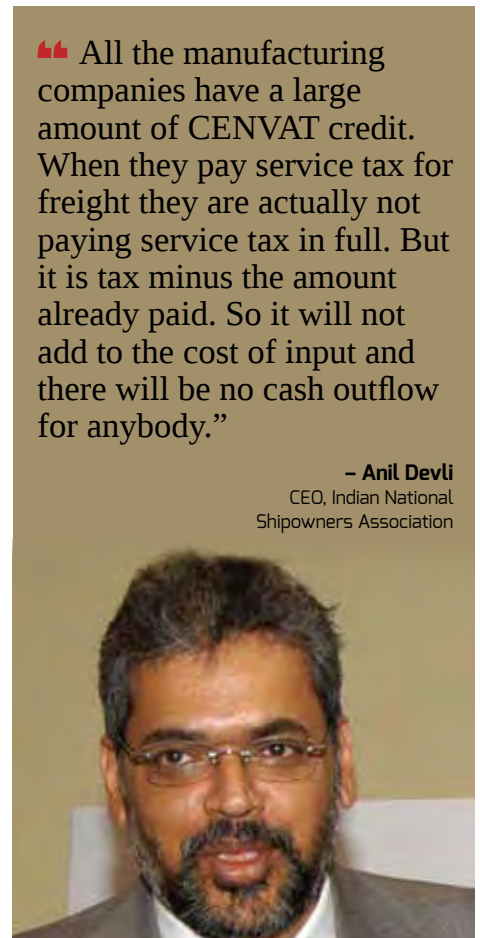 “ All the manufacturing
companies have a large
amount of CENVAT credit.
When they pay service tax for
freight they are actually not
paying service tax in full. But
it is tax minus the amount
already paid. So it will not
add to the cost of input and
there will be no cash outflow
for anybody.”
– Anil Devli
CEO, Indian National
Shipowners Association